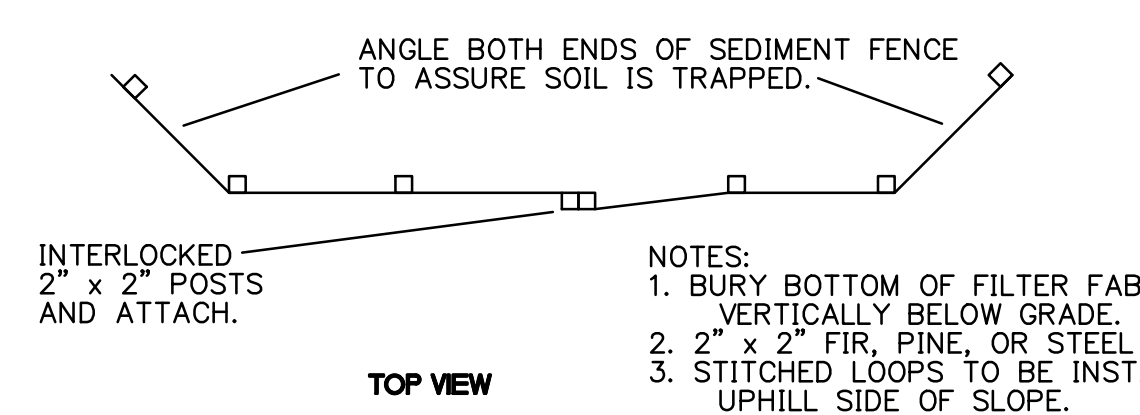 ANGLE BOTH ENDS OF SEDIMENT FENCE
TO ASSURE SOIL IS TRAPPED.
INTERLOCKED
2" x 2" POSTS
AND ATTACH.
TOP VIEW
NOTES:
1. BURY BOTTOM OF FILTER FAB
VERTICALLY BELOW GRADE.
2. 2" x 2" FIR, PINE, OR STEEL
3. STITCHED LOOPS TO BE INST
UPHILL SIDE OF SLOPE.